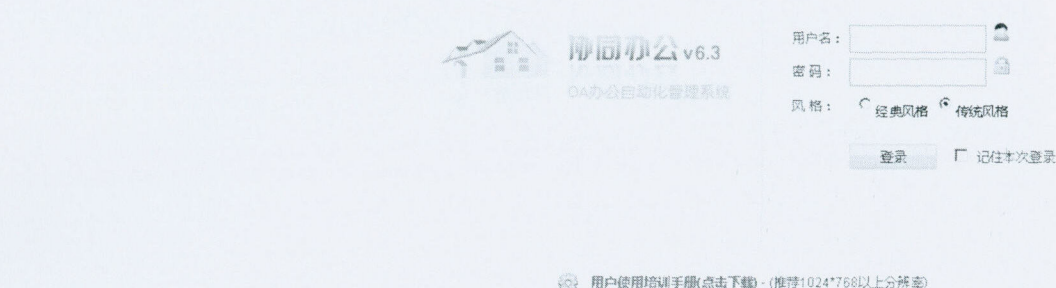 协同办公 v6.3
OA办公自动化管理系统
用户名：
密码：
风格： 经典风格 传统风格
登录 记住本次登录
用户使用培训手册(点击下载) - (推荐1024*768以上分辨率)